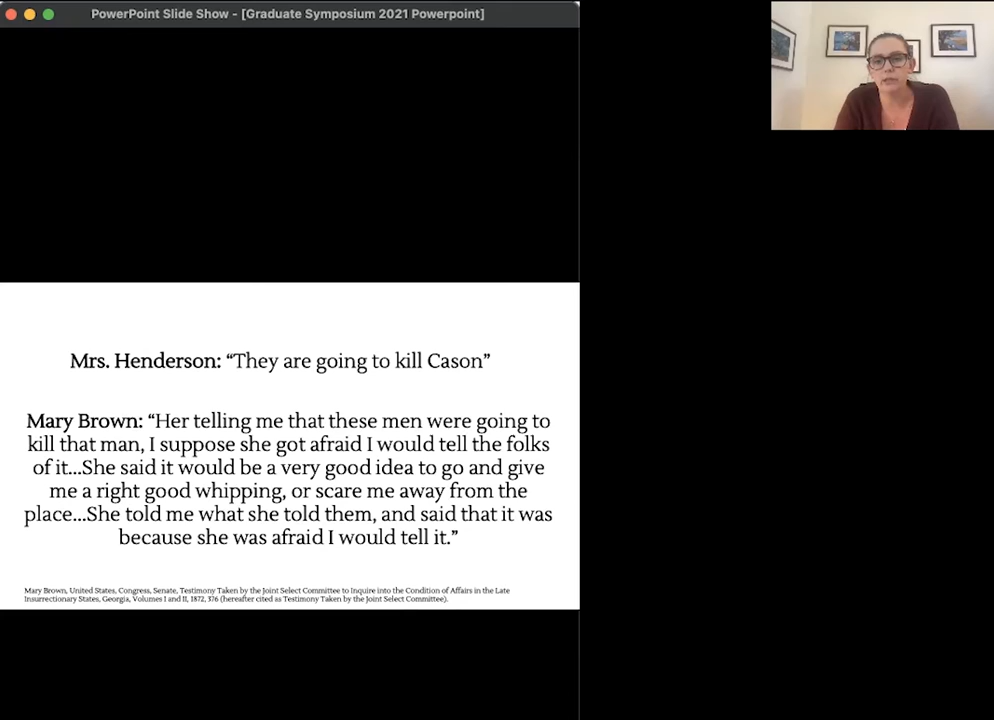 PowerPoint Slide Show - [Graduate Symposium 2021 Powerpoint]
Mrs. Henderson: “They are going to kill Cason”
Mary Brown: “Her telling me that these men were going to
kill that man, I suppose she got afraid I would tell the folks
of it...She said it would be a very good idea to go and give
me a right good whipping, or scare me away from the
place...She told me what she told them, and said that it was
because she was afraid I would tell it.”
Mary Brown, United States, Congress, Senate, Testimony Taken by the Joint Select Committee to Inquire into the Condition of Affairs in the Late
Insurrectionary States, Georgia, Volumes I and II, 1872, 376 (hereafter cited as Testimony Taken by the Joint Select Committee).